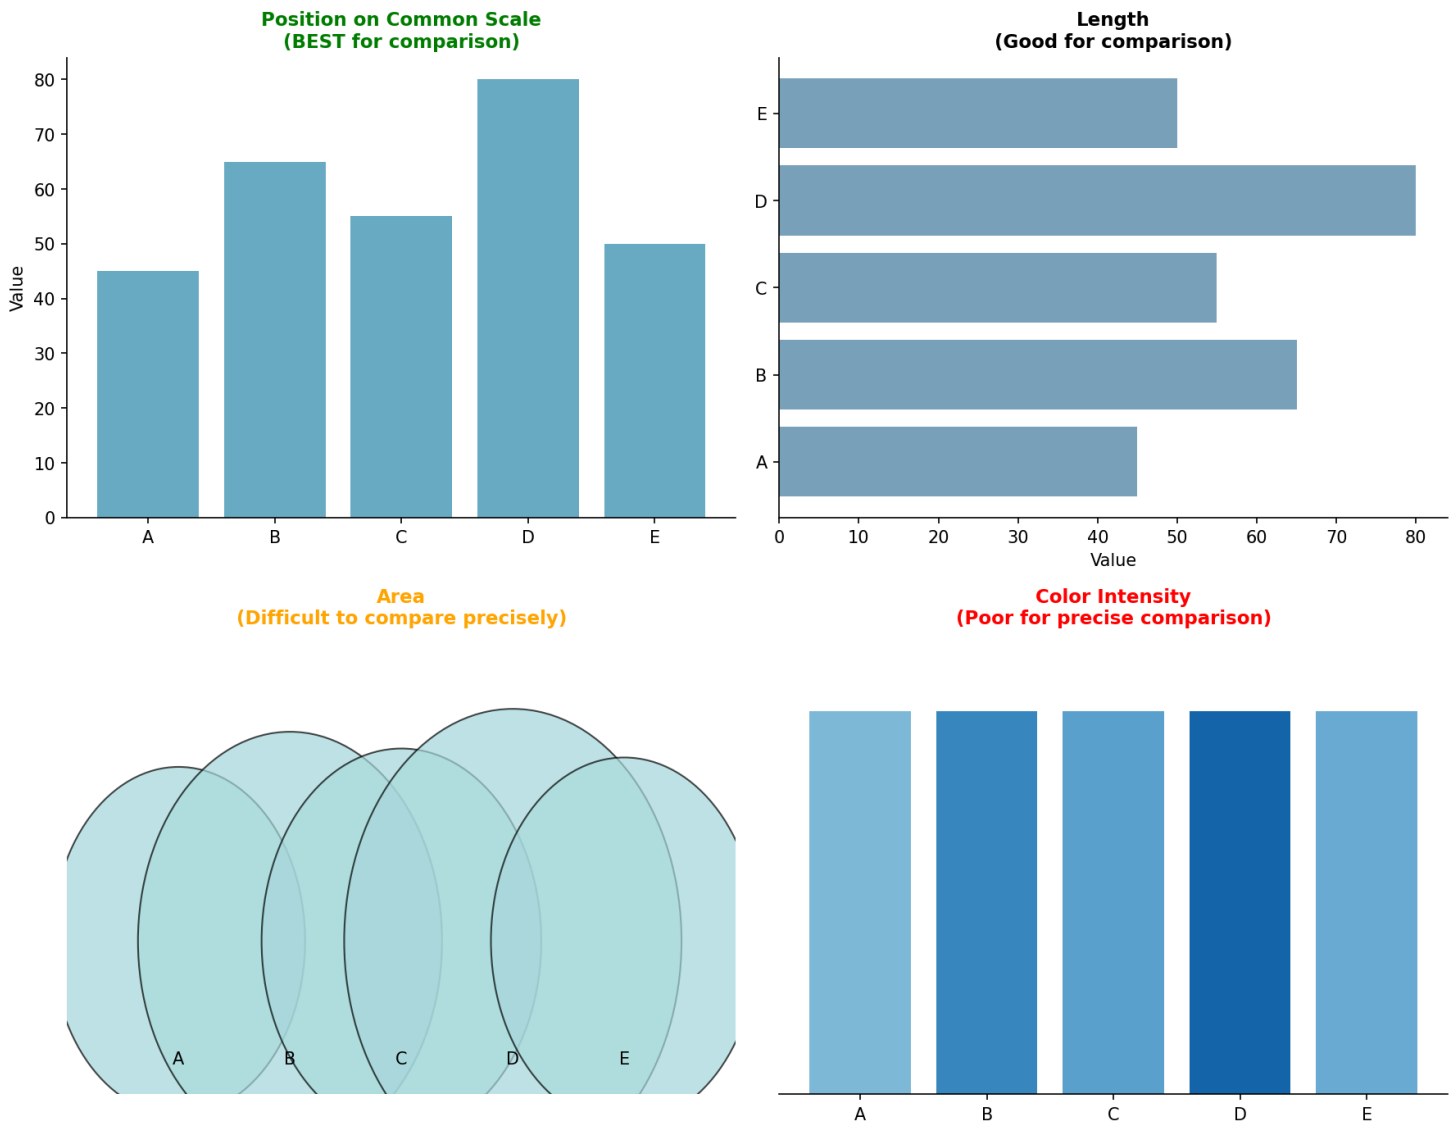 Position on Common Scale
(BEST for comparison)
Value
80
70
60
50
40
30
20
10
0
A B C D E
Length
(Good for comparison)
E
D
C
B
A
0 10 20 30 40 50 60 70 80
Value
Area
(Difficult to compare precisely)
A B C D E
Color Intensity
(Poor for precise comparison)
A B C D E